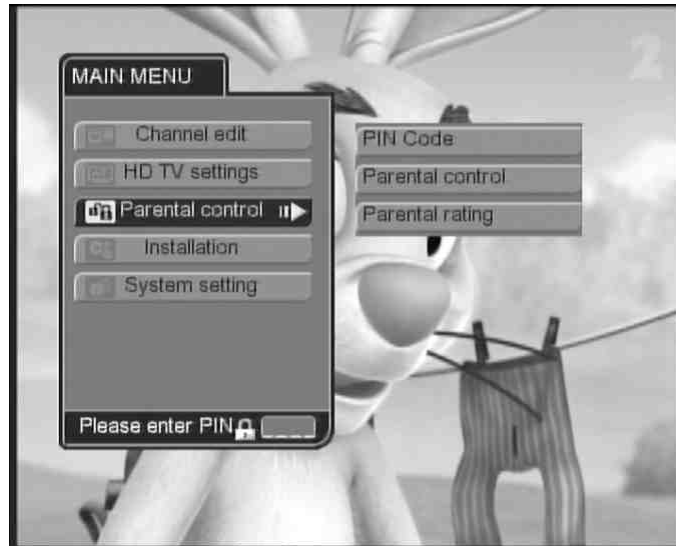 2
MAIN MENU
Channel edit
HD TV settings
Parental control
Installation
System setting
Please enter PIN
PIN Code
Parental control
Parental rating